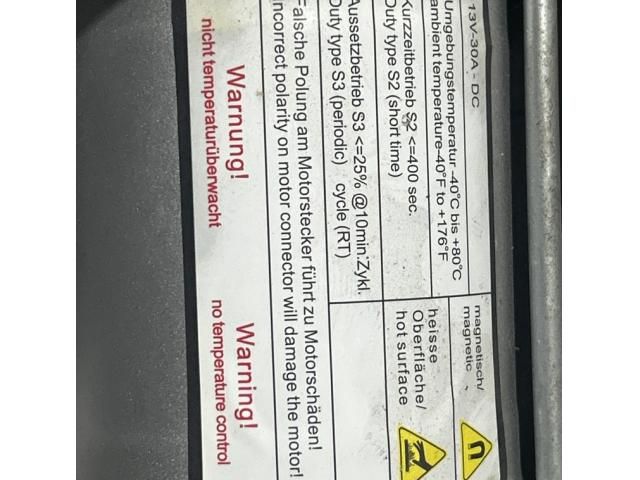 13V-30A - DC
Umgebungstemperatur -40°C bis +80°C
ambient temperature-40°F to +176°F
magnetisch/
magnetic
Kurzzeitbetrieb S2 <=400 sec.
Duty type S2 (short time)
heisse
Oberfläche/
hot surface
Aussetzbetrieb S3 <=25% @10min:Zykl.
Duty type S3 (periodic) cycle (RT)
Falsche Polung am Motorstecker führt zu Motorschäden!
Incorrect polarity on motor connector will damage the motor!
Warnung! Warning!
nicht temperaturüberwacht no temperature control